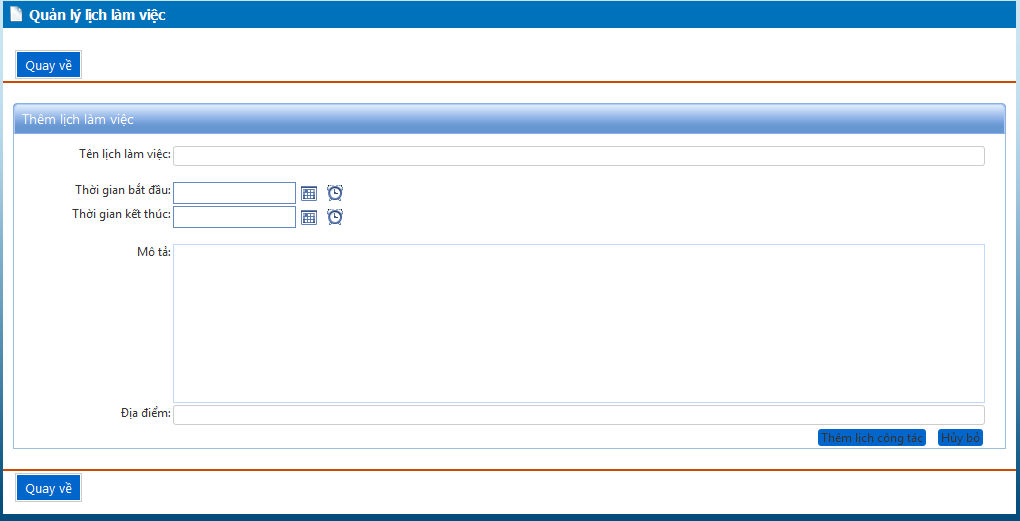 Quản lý lịch làm việc
Quay về
Thêm lịch làm việc
Tên lịch làm việc:
Thời gian bắt đầu:
Thời gian kết thúc:
Mô tả:
Địa điểm:
Thêm lịch công tác Hủy bỏ
Quay về